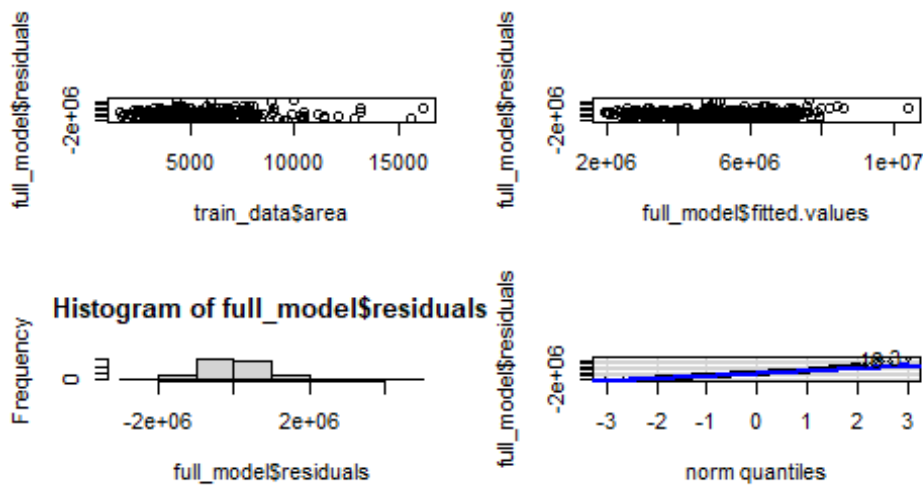 full_model$residuals
-2e+06
5000 10000 15000
train_data$area
full_model$residuals
-2e+06
2e+06 6e+06 1e+07
full_model$fitted.values
Histogram of full_model$residuals
Frequency
0
-2e+06 2e+06
full_model$residuals
full_model$residuals
-2e+06
-3 -2 -1 0 1 2 3
norm quantiles